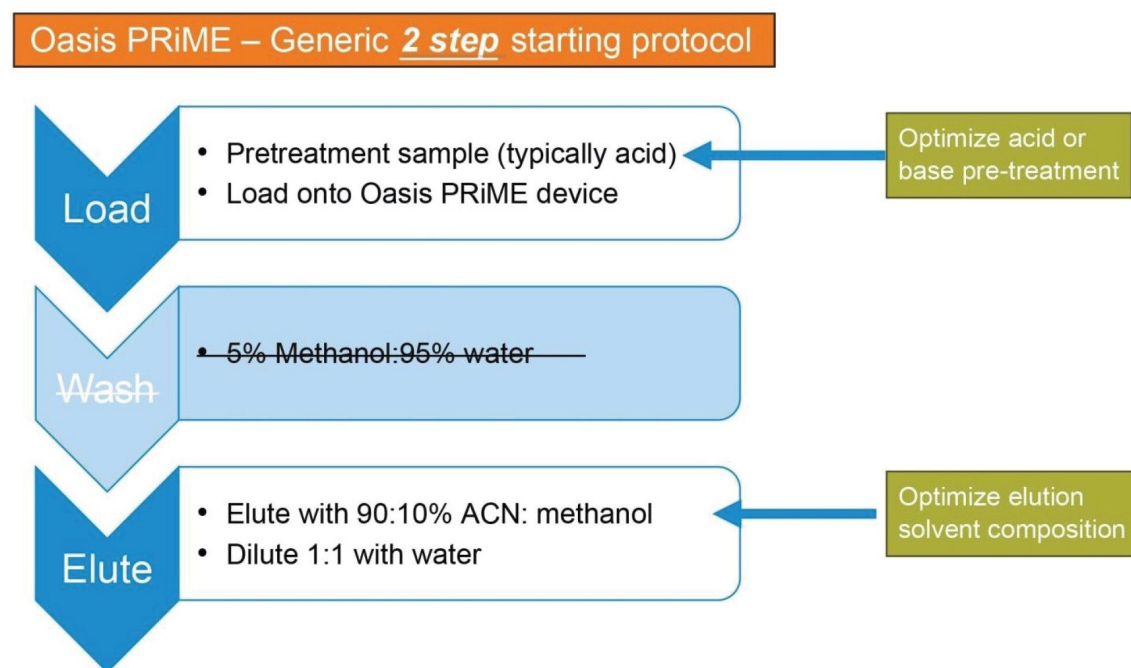 Oasis PRiME – Generic 2 step starting protocol
Load
• Pretreatment sample (typically acid)
• Load onto Oasis PRiME device
Optimize acid or
base pre-treatment
Wash
• 5% Methanol:95% water
Elute
• Elute with 90:10% ACN: methanol
• Dilute 1:1 with water
Optimize elution
solvent composition